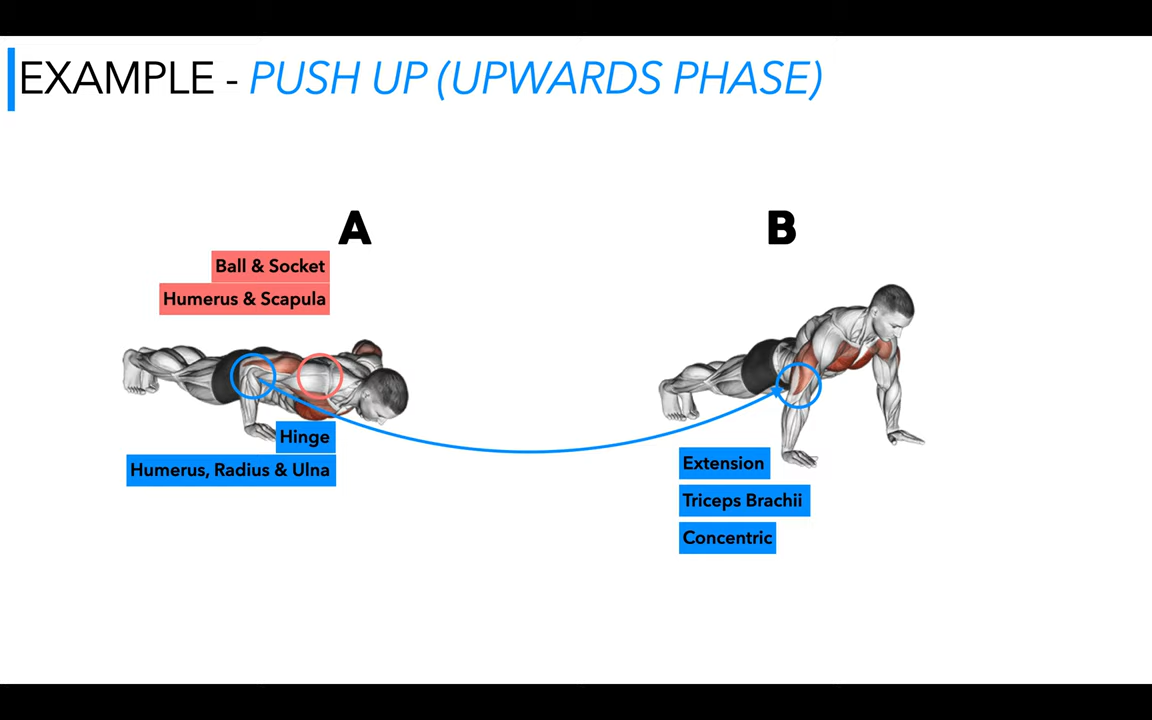 EXAMPLE - PUSH UP (UPWARDS PHASE)
A
B
Ball & Socket
Humerus & Scapula
Hinge
Humerus, Radius & Ulna
Extension
Triceps Brachii
Concentric